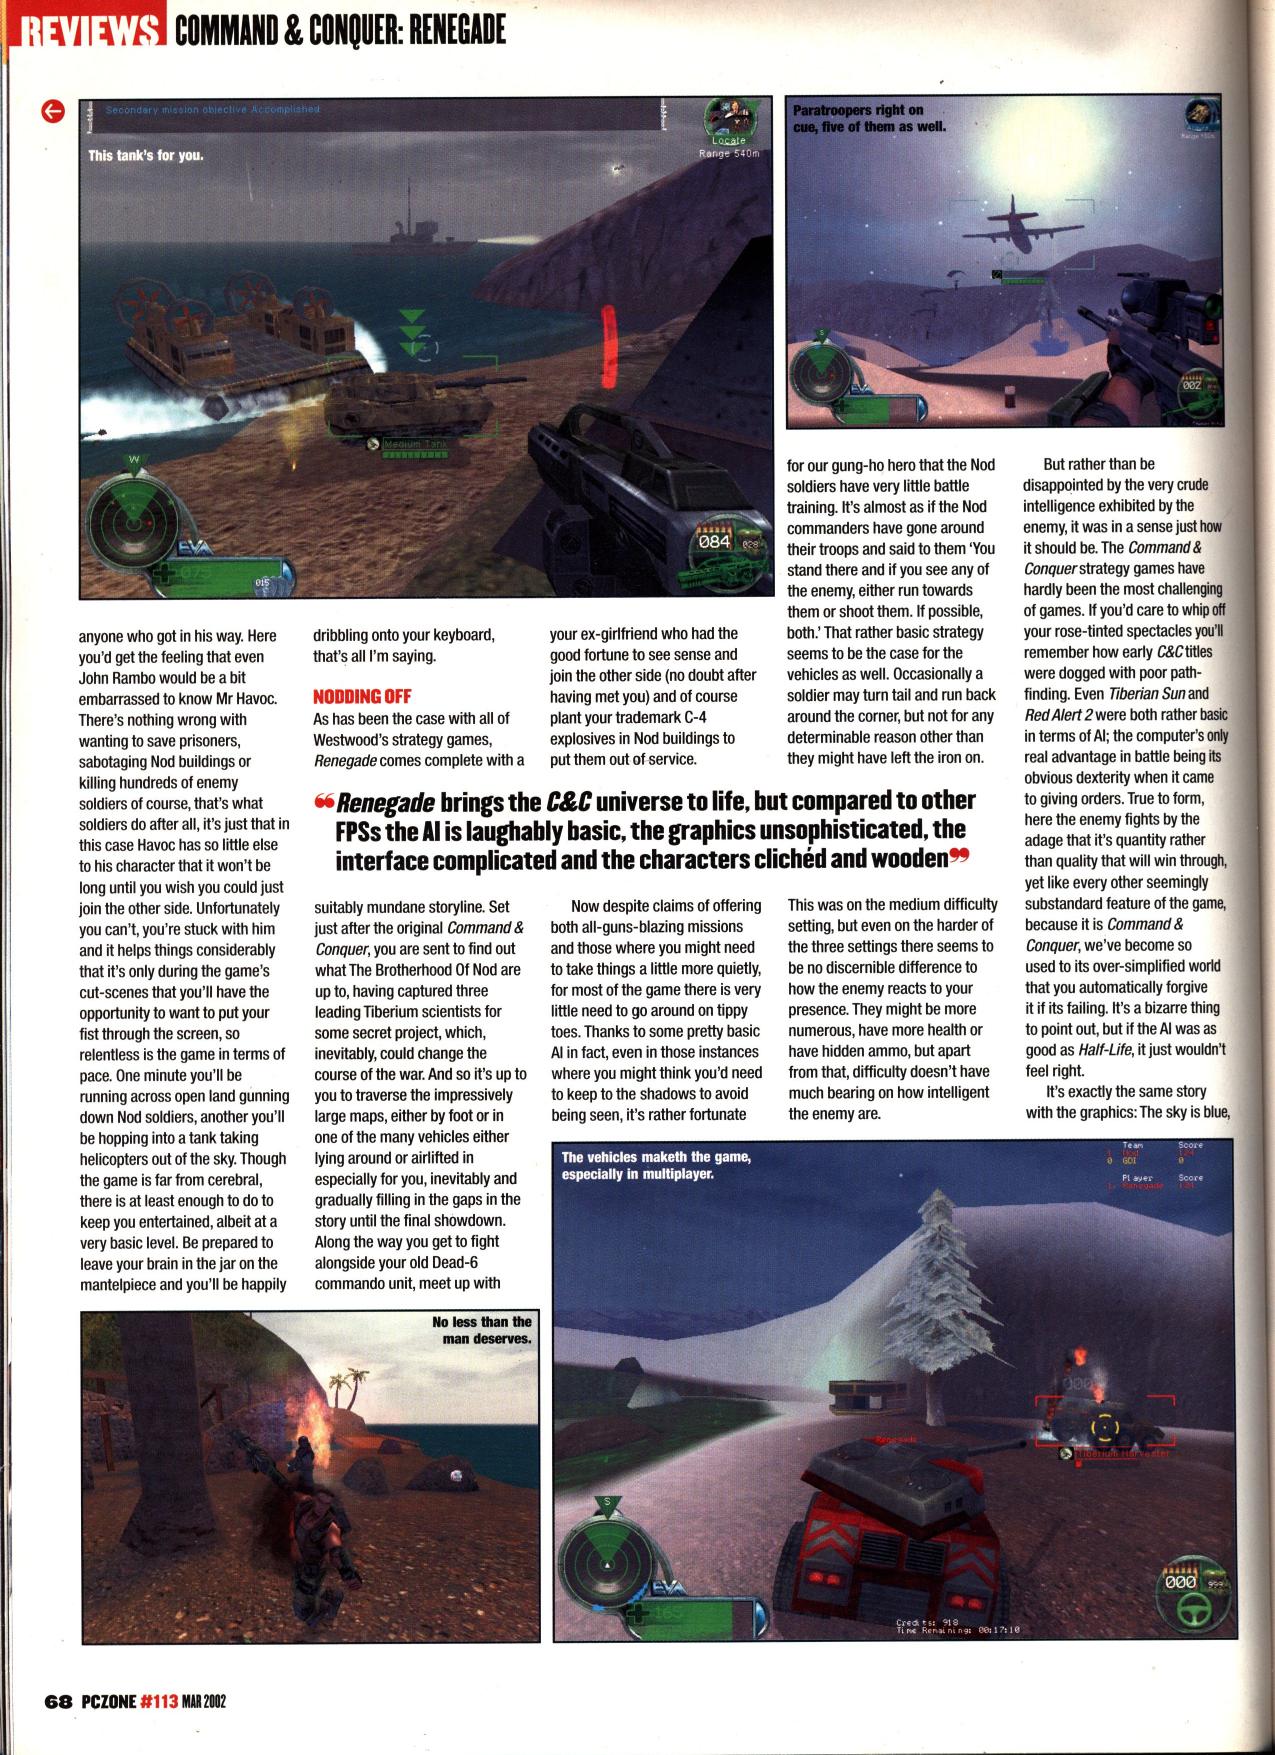 REVIEWS COMMAND & CONQUER: RENEGADE
Secondary mission objective Accomplished
This tank's for you.
Locate
Range 540m
Medium Tank
W
EVA
075
015
084
028
Paratroopers right on
cue, five of them as well.
S
EVA
002
anyone who got in his way. Here
you'd get the feeling that even
John Rambo would be a bit
embarrassed to know Mr Havoc.
There's nothing wrong with
wanting to save prisoners,
sabotaging Nod buildings or
killing hundreds of enemy
soldiers of course, that's what
soldiers do after all, it's just that in
this case Havoc has so little else
to his character that it won't be
long until you wish you could just
join the other side. Unfortunately
you can't, you're stuck with him
and it helps things considerably
that it's only during the game's
cut-scenes that you'll have the
opportunity to want to put your
fist through the screen, so
relentless is the game in terms of
pace. One minute you'll be
running across open land gunning
down Nod soldiers, another you'll
be hopping into a tank taking
helicopters out of the sky. Though
the game is far from cerebral,
there is at least enough to do to
keep you entertained, albeit at a
very basic level. Be prepared to
leave your brain in the jar on the
mantelpiece and you'll be happily
dribbling onto your keyboard,
that's all I'm saying.
NODDING OFF
As has been the case with all of
Westwood's strategy games,
Renegade comes complete with a
suitably mundane storyline. Set
just after the original Command &
Conquer, you are sent to find out
what The Brotherhood Of Nod are
up to, having captured three
leading Tiberium scientists for
some secret project, which,
inevitably, could change the
course of the war. And so it's up to
you to traverse the impressively
large maps, either by foot or in
one of the many vehicles either
lying around or airlifted in
especially for you, inevitably and
gradually filling in the gaps in the
story until the final showdown.
Along the way you get to fight
alongside your old Dead-6
commando unit, meet up with
your ex-girlfriend who had the
good fortune to see sense and
join the other side (no doubt after
having met you) and of course
plant your trademark C-4
explosives in Nod buildings to
put them out of service.
“Renegade brings the C&C universe to life, but compared to other
FPSs the AI is laughably basic, the graphics unsophisticated, the
interface complicated and the characters clichéd and wooden”
Now despite claims of offering
both all-guns-blazing missions
and those where you might need
to take things a little more quietly,
for most of the game there is very
little need to go around on tippy
toes. Thanks to some pretty basic
AI in fact, even in those instances
where you might think you'd need
to keep to the shadows to avoid
being seen, it's rather fortunate
for our gung-ho hero that the Nod
soldiers have very little battle
training. It's almost as if the Nod
commanders have gone around
their troops and said to them ‘You
stand there and if you see any of
the enemy, either run towards
them or shoot them. If possible,
both.’ That rather basic strategy
seems to be the case for the
vehicles as well. Occasionally a
soldier may turn tail and run back
around the corner, but not for any
determinable reason other than
they might have left the iron on.
This was on the medium difficulty
setting, but even on the harder of
the three settings there seems to
be no discernible difference to
how the enemy reacts to your
presence. They might be more
numerous, have more health or
have hidden ammo, but apart
from that, difficulty doesn't have
much bearing on how intelligent
the enemy are.
But rather than be
disappointed by the very crude
intelligence exhibited by the
enemy, it was in a sense just how
it should be. The Command &
Conquer strategy games have
hardly been the most challenging
of games. If you'd care to whip off
your rose-tinted spectacles you'll
remember how early C&C titles
were dogged with poor path-
finding. Even Tiberian Sun and
Red Alert 2 were both rather basic
in terms of AI; the computer's only
real advantage in battle being its
obvious dexterity when it came
to giving orders. True to form,
here the enemy fights by the
adage that it's quantity rather
than quality that will win through,
yet like every other seemingly
substandard feature of the game,
because it is Command &
Conquer, we've become so
used to its over-simplified world
that you automatically forgive
it if its failing. It's a bizarre thing
to point out, but if the AI was as
good as Half-Life, it just wouldn't
feel right.
It's exactly the same story
with the graphics: The sky is blue,
No less than the
man deserves.
The vehicles maketh the game,
especially in multiplayer.
Team Score
1 Nod 124
0 GDI 0
Player Score
1. Renegade 124
Renegade
000
Tiberium Harvester
S
EVA
169
000
999
Credits: 918
Time Remaining: 00:17:10
68 PCZONE #113 MAR 2002